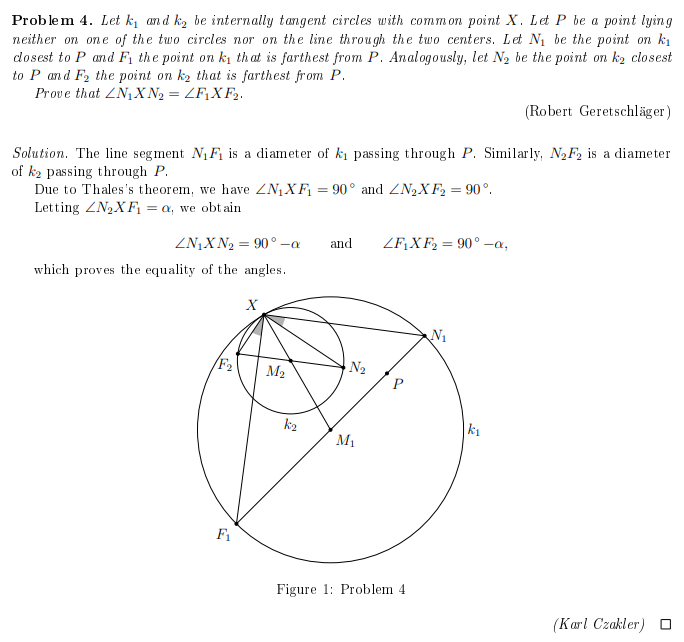 Problem 4. Let k₁ and k₂ be internally tangent circles with common point X. Let P be a point lying
neither on one of the two circles nor on the line through the two centers. Let N₁ be the point on k₁
closest to P and F₁ the point on k₁ that is farthest from P. Analogously, let N₂ be the point on k₂ closest
to P and F₂ the point on k₂ that is farthest from P.
Prove that ∠N₁XN₂ = ∠F₁XF₂.
(Robert Geretschläger)
Solution. The line segment N₁F₁ is a diameter of k₁ passing through P. Similarly, N₂F₂ is a diameter
of k₂ passing through P.
Due to Thales's theorem, we have ∠N₁XF₁ = 90° and ∠N₂XF₂ = 90°.
Letting ∠N₂XF₁ = α, we obtain
∠N₁XN₂ = 90° −α and ∠F₁XF₂ = 90° −α,
which proves the equality of the angles.
X
N₁
F₂
M₂
N₂
P
k₂
M₁
k₁
F₁
Figure 1: Problem 4
(Karl Czakler) □